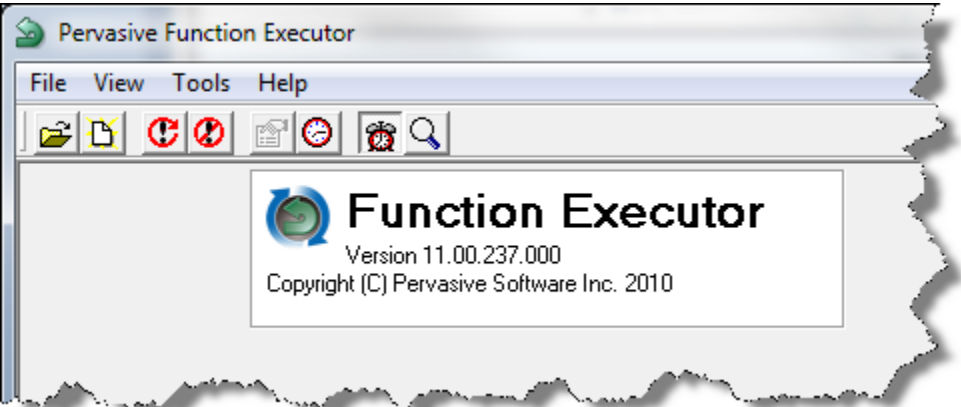 Pervasive Function Executor
File View Tools Help
Function Executor
Version 11.00.237.000
Copyright (C) Pervasive Software Inc. 2010